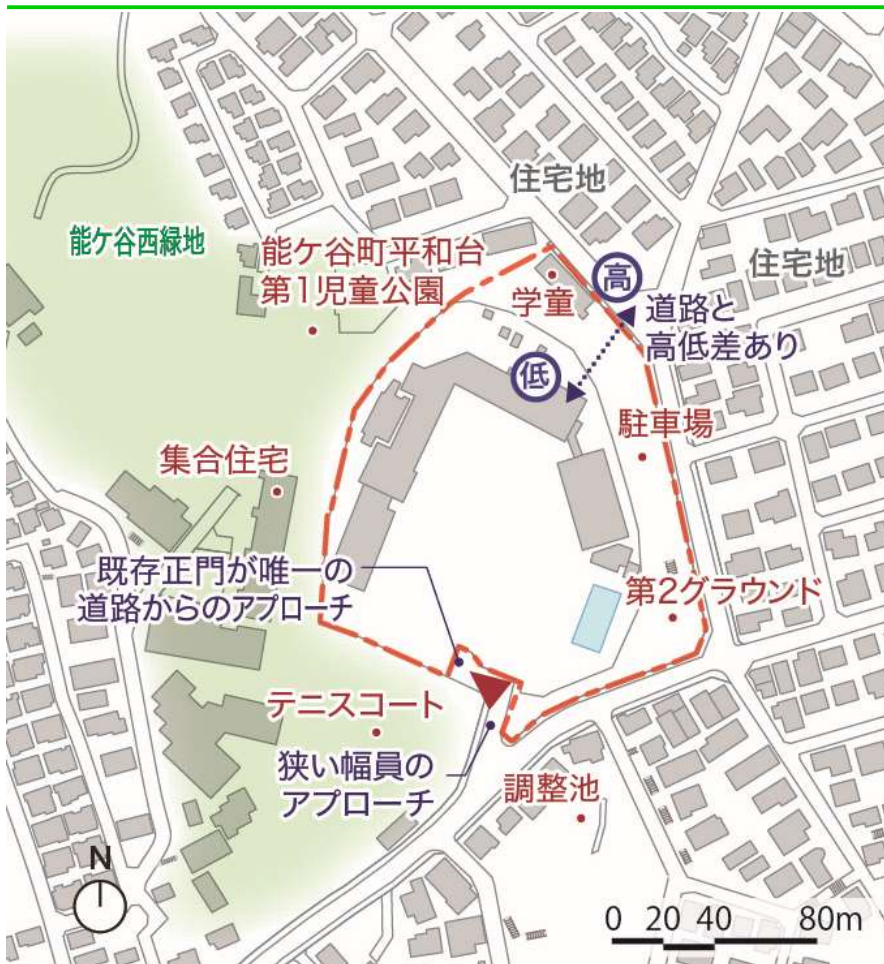 住宅地
能ケ谷西緑地
能ケ谷町平和台
第1児童公園
住宅地
学童
高
道路と
高低差あり
低
駐車場
集合住宅
既存正門が唯一の
道路からのアプローチ
第2グラウンド
テニスコート
狭い幅員の
アプローチ
調整池
N
0 20 40 80m